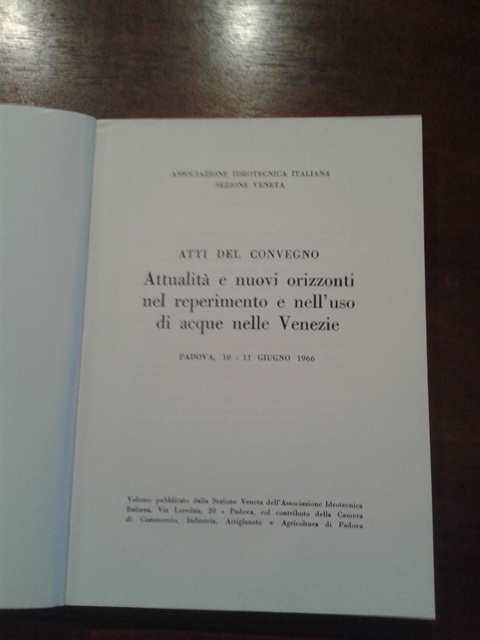 ASSOCIAZIONE IDROTECNICA ITALIANA
SEZIONE VENETA
ATTI DEL CONVEGNO
Attualità e nuovi orizzonti
nel reperimento e nell'uso
di acque nelle Venezie
PADOVA, 10 - 11 GIUGNO 1966
Volume pubblicato dalla Sezione Veneta dell'Associazione Idrotecnica
Italiana, Via Loredan, 20 - Padova, col contributo della Camera
di Commercio, Industria, Artigianato e Agricoltura di Padova